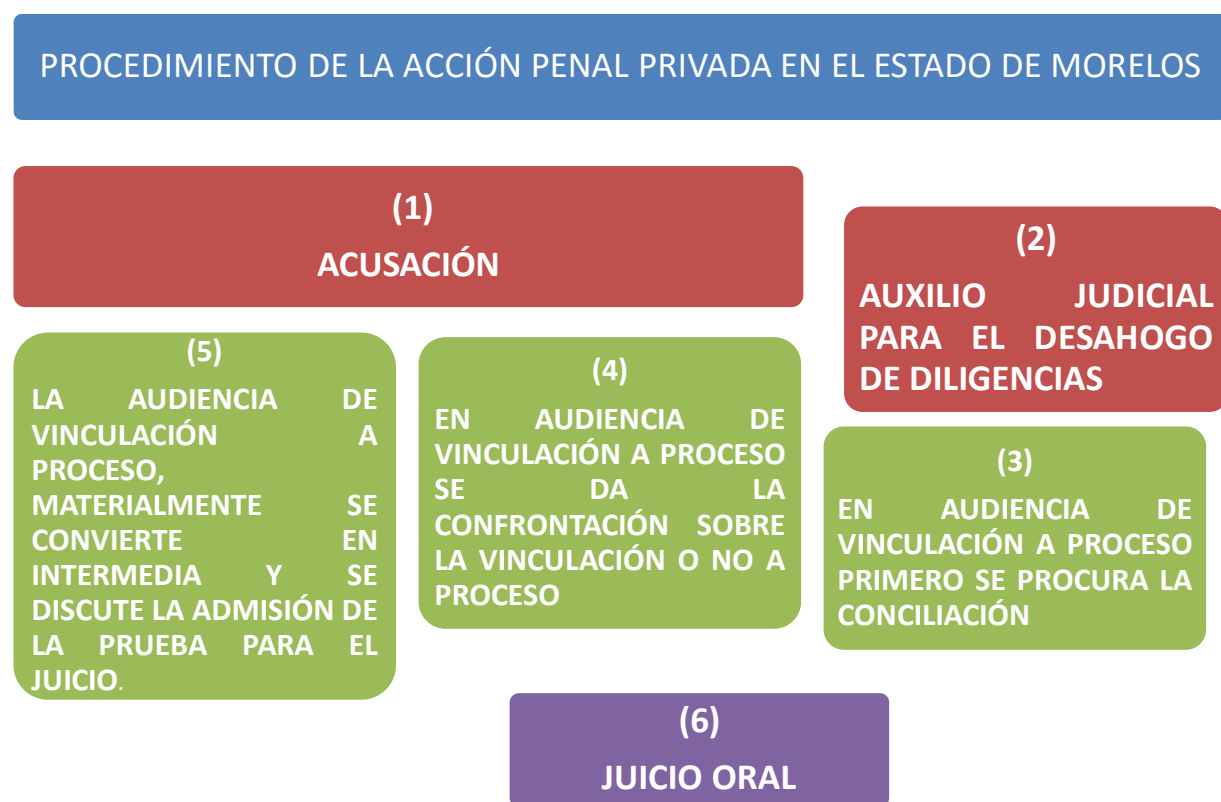 PROCEDIMIENTO DE LA ACCIÓN PENAL PRIVADA EN EL ESTADO DE MORELOS
(1)
ACUSACIÓN
(2)
AUXILIO JUDICIAL
PARA EL DESAHOGO
DE DILIGENCIAS
(3)
EN AUDIENCIA DE
VINCULACIÓN A PROCESO
PRIMERO SE PROCURA LA
CONCILIACIÓN
(4)
EN AUDIENCIA DE
VINCULACIÓN A PROCESO
SE DA LA
CONFRONTACIÓN SOBRE
LA VINCULACIÓN O NO A
PROCESO
(5)
LA AUDIENCIA DE
VINCULACIÓN A
PROCESO,
MATERIALMENTE SE
CONVIERTE EN
INTERMEDIA Y SE
DISCUTE LA ADMISIÓN DE
LA PRUEBA PARA EL
JUICIO.
(6)
JUICIO ORAL